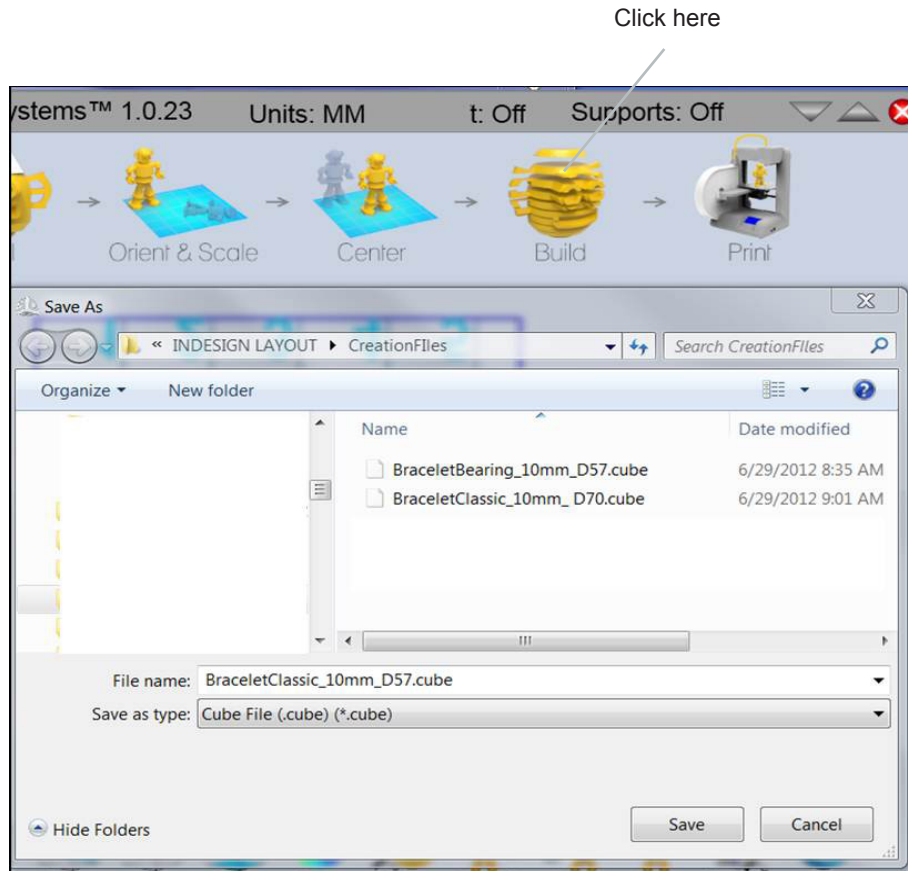 Click here
ystems™ 1.0.23 Units: MM t: Off Supports: Off
Orient & Scale Center Build Print
Save As
« INDESIGN LAYOUT CreationFIles Search CreationFIles
Organize New folder
Name Date modified
BraceletBearing_10mm_D57.cube 6/29/2012 8:35 AM
BraceletClassic_10mm_ D70.cube 6/29/2012 9:01 AM
File name: BraceletClassic_10mm_D57.cube
Save as type: Cube File (.cube) (*.cube)
Hide Folders Save Cancel